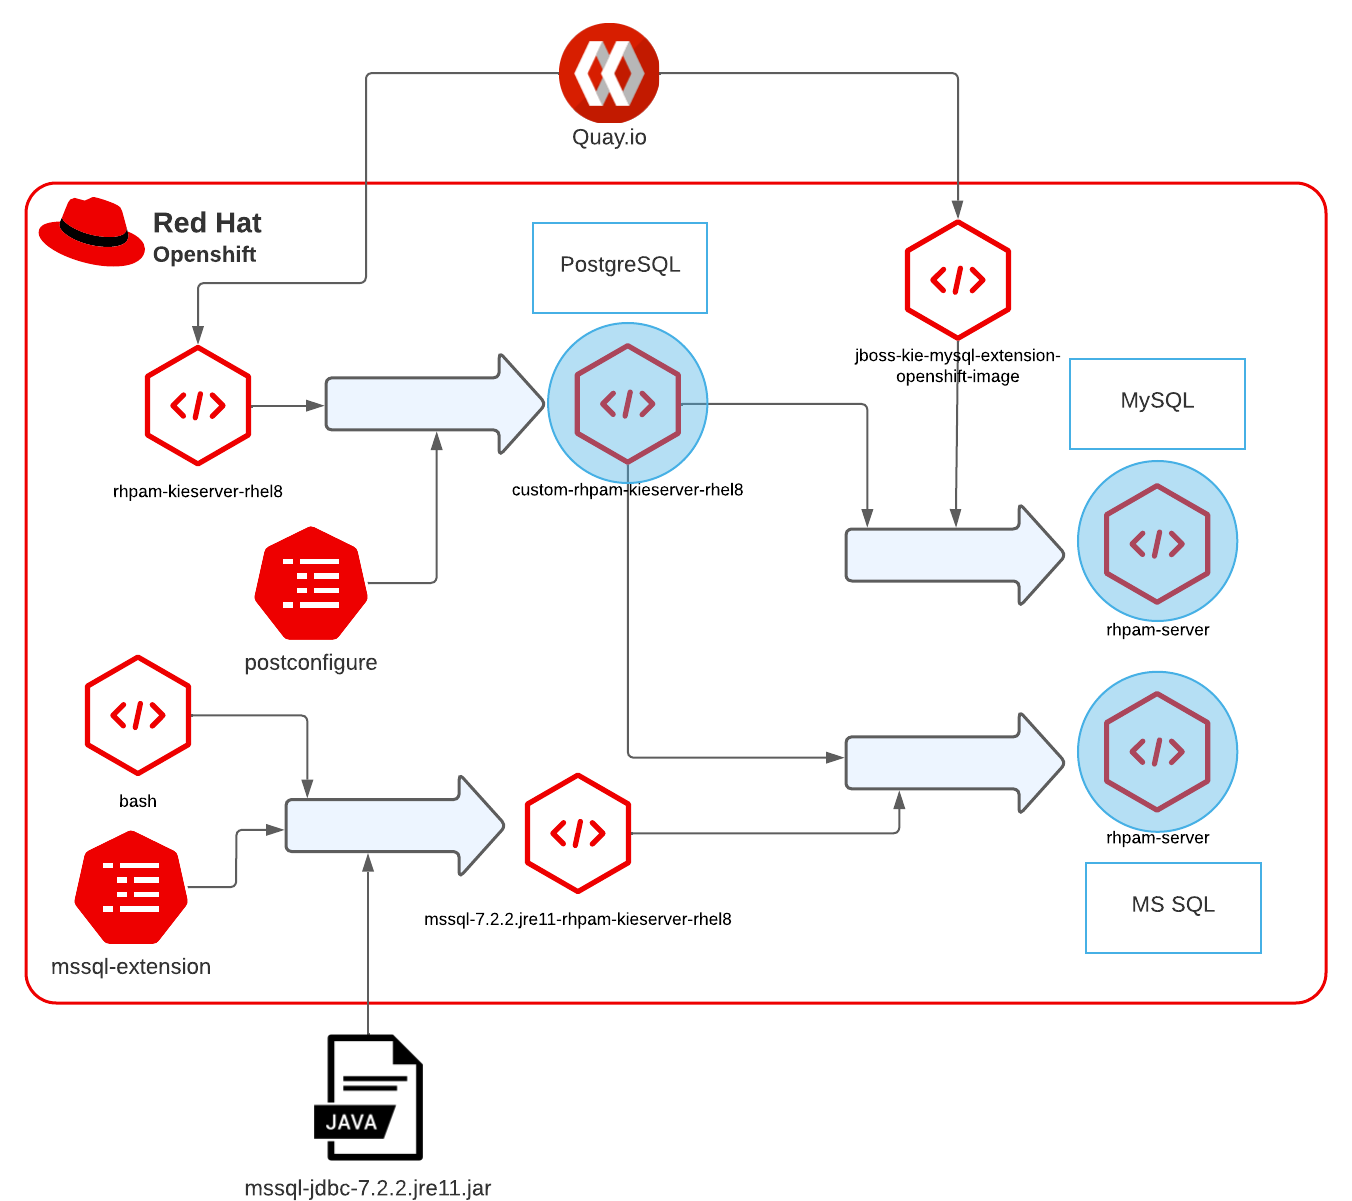 Quay.io
Red Hat
Openshift
PostgreSQL
jboss-kie-mysql-extension-
openshift-image
MySQL
rhpam-kieserver-rhel8
custom-rhpam-kieserver-rhel8
rhpam-server
postconfigure
bash
rhpam-server
mssql-7.2.2.jre11-rhpam-kieserver-rhel8
MS SQL
mssql-extension
JAVA
mssql-jdbc-7.2.2.jre11.jar